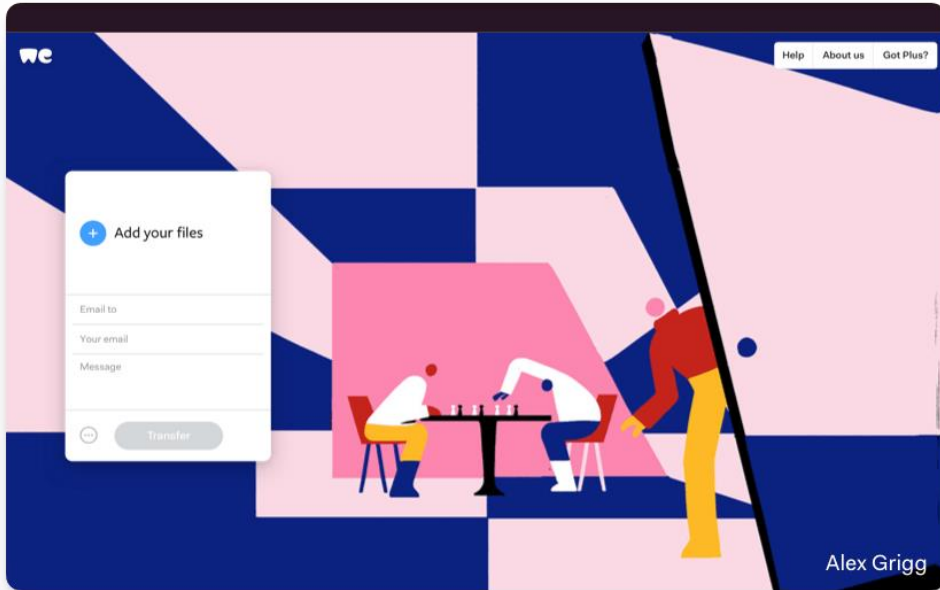 we
Help About us Got Plus?
Add your files
Email to
Your email
Message
Transfer
Alex Grigg